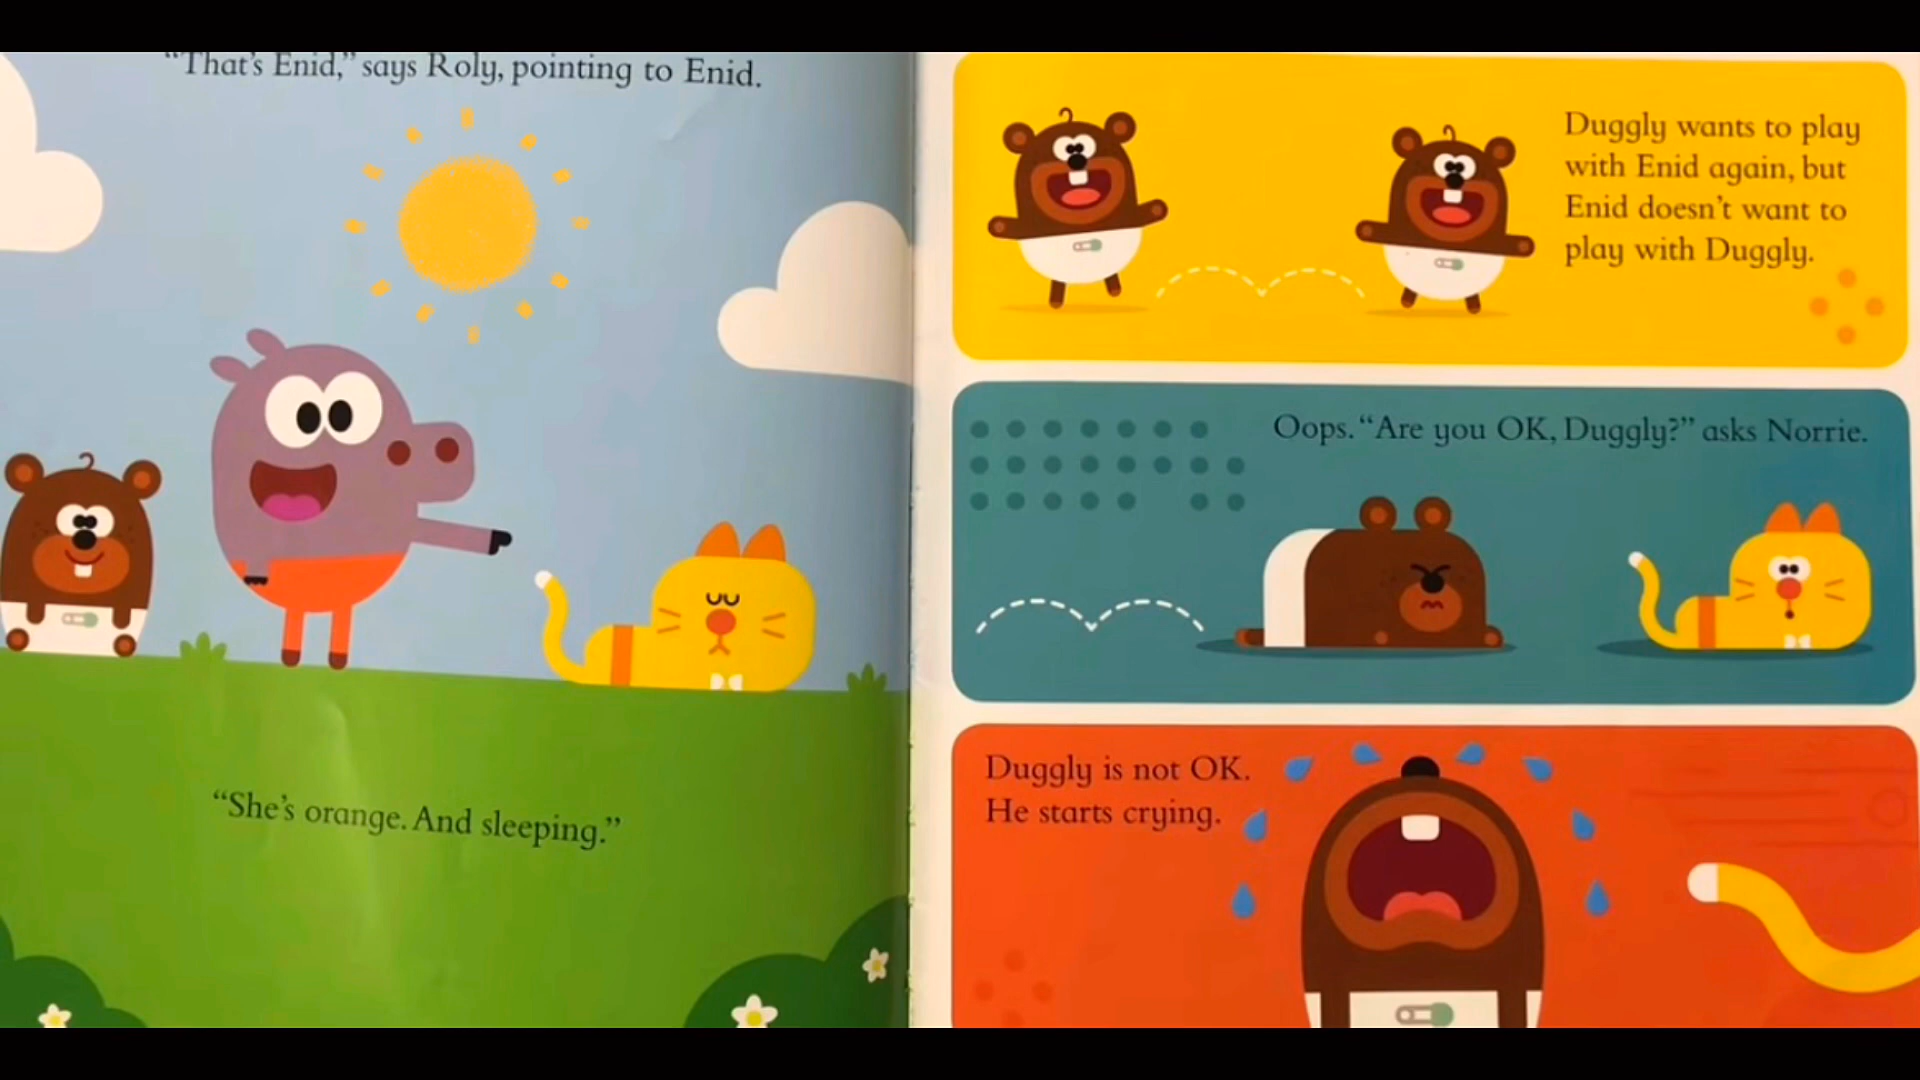 “That’s Enid,” says Roly, pointing to Enid.
“She’s orange. And sleeping.”
Duggly wants to play
with Enid again, but
Enid doesn’t want to
play with Duggly.
Oops. “Are you OK, Duggly?” asks Norrie.
Duggly is not OK.
He starts crying.